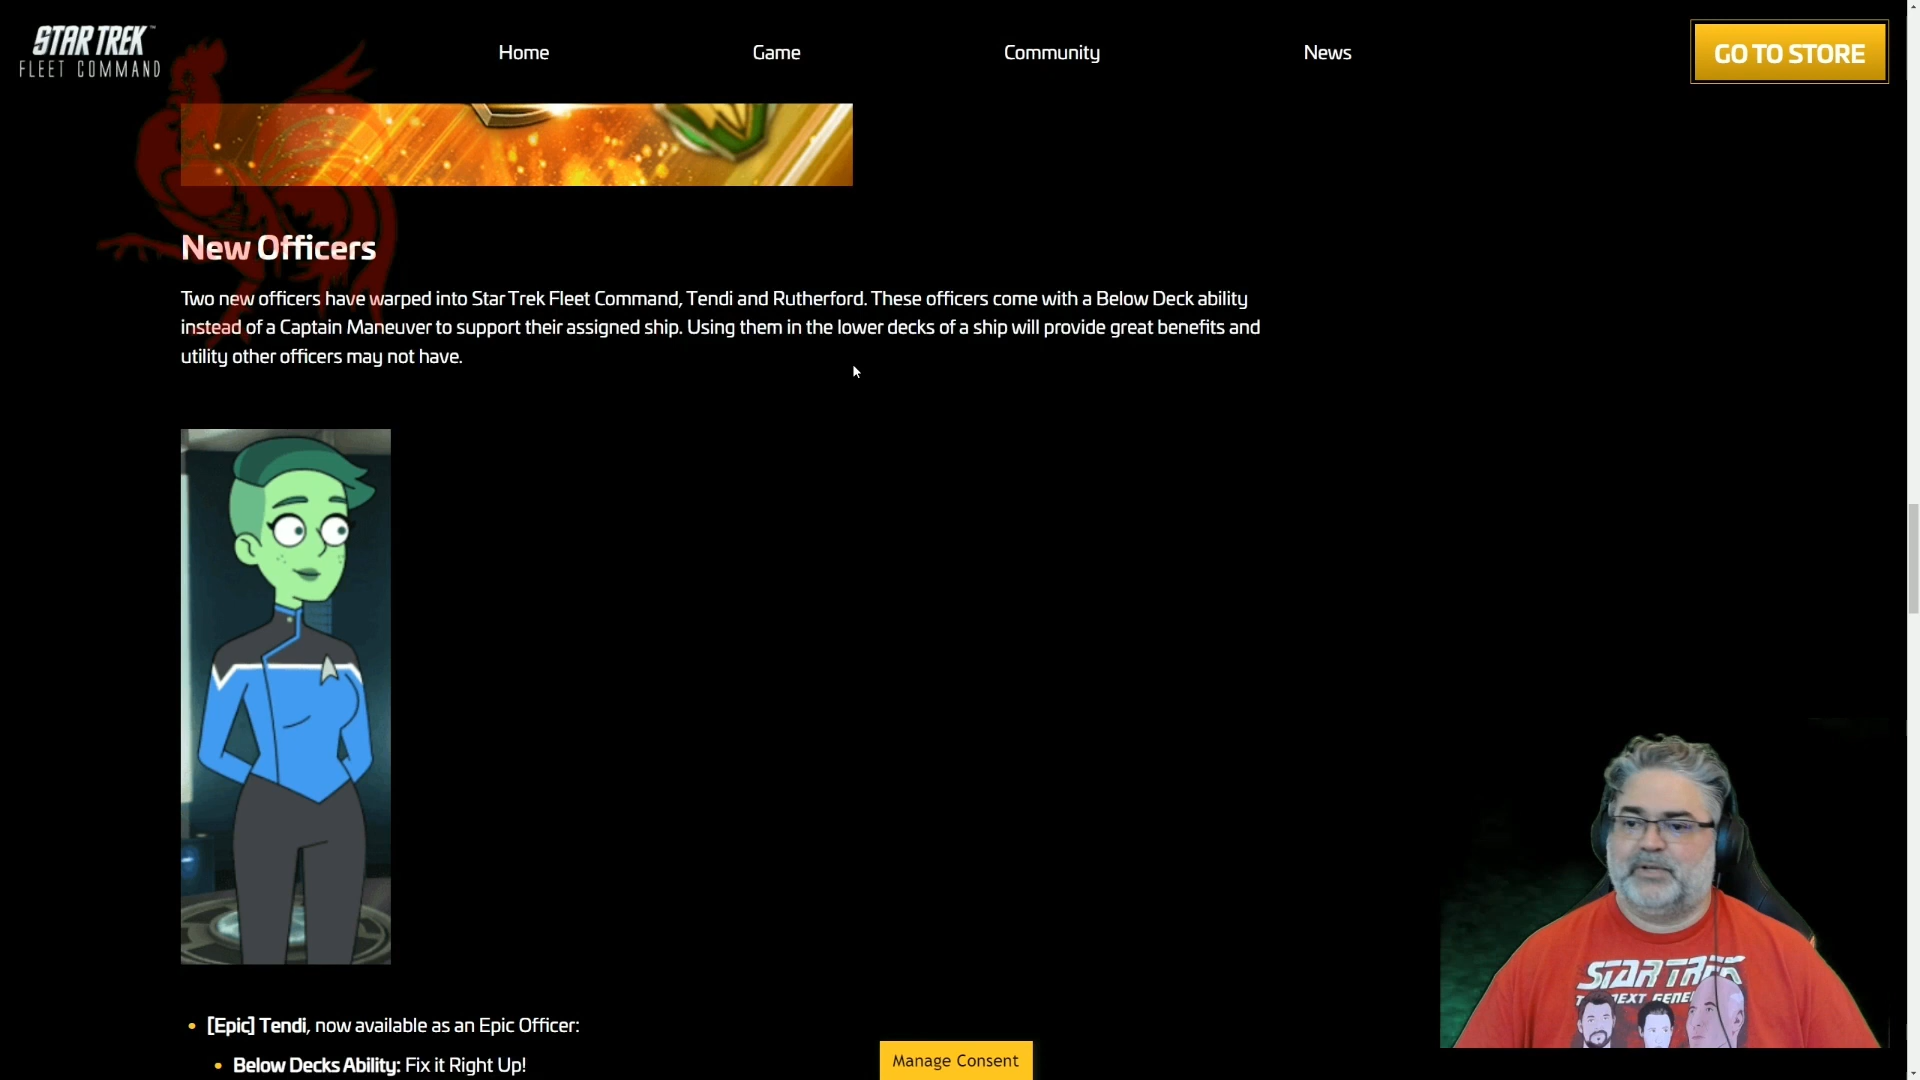 STAR TREK™
FLEET COMMAND
Home
Game
Community
News
GO TO STORE
New Officers
Two new officers have warped into Star Trek Fleet Command, Tendi and Rutherford. These officers come with a Below Deck ability
instead of a Captain Maneuver to support their assigned ship. Using them in the lower decks of a ship will provide great benefits and
utility other officers may not have.
• [Epic] Tendi, now available as an Epic Officer:
• Below Decks Ability: Fix it Right Up!
Manage Consent
STAR TREK
NEXT GENE